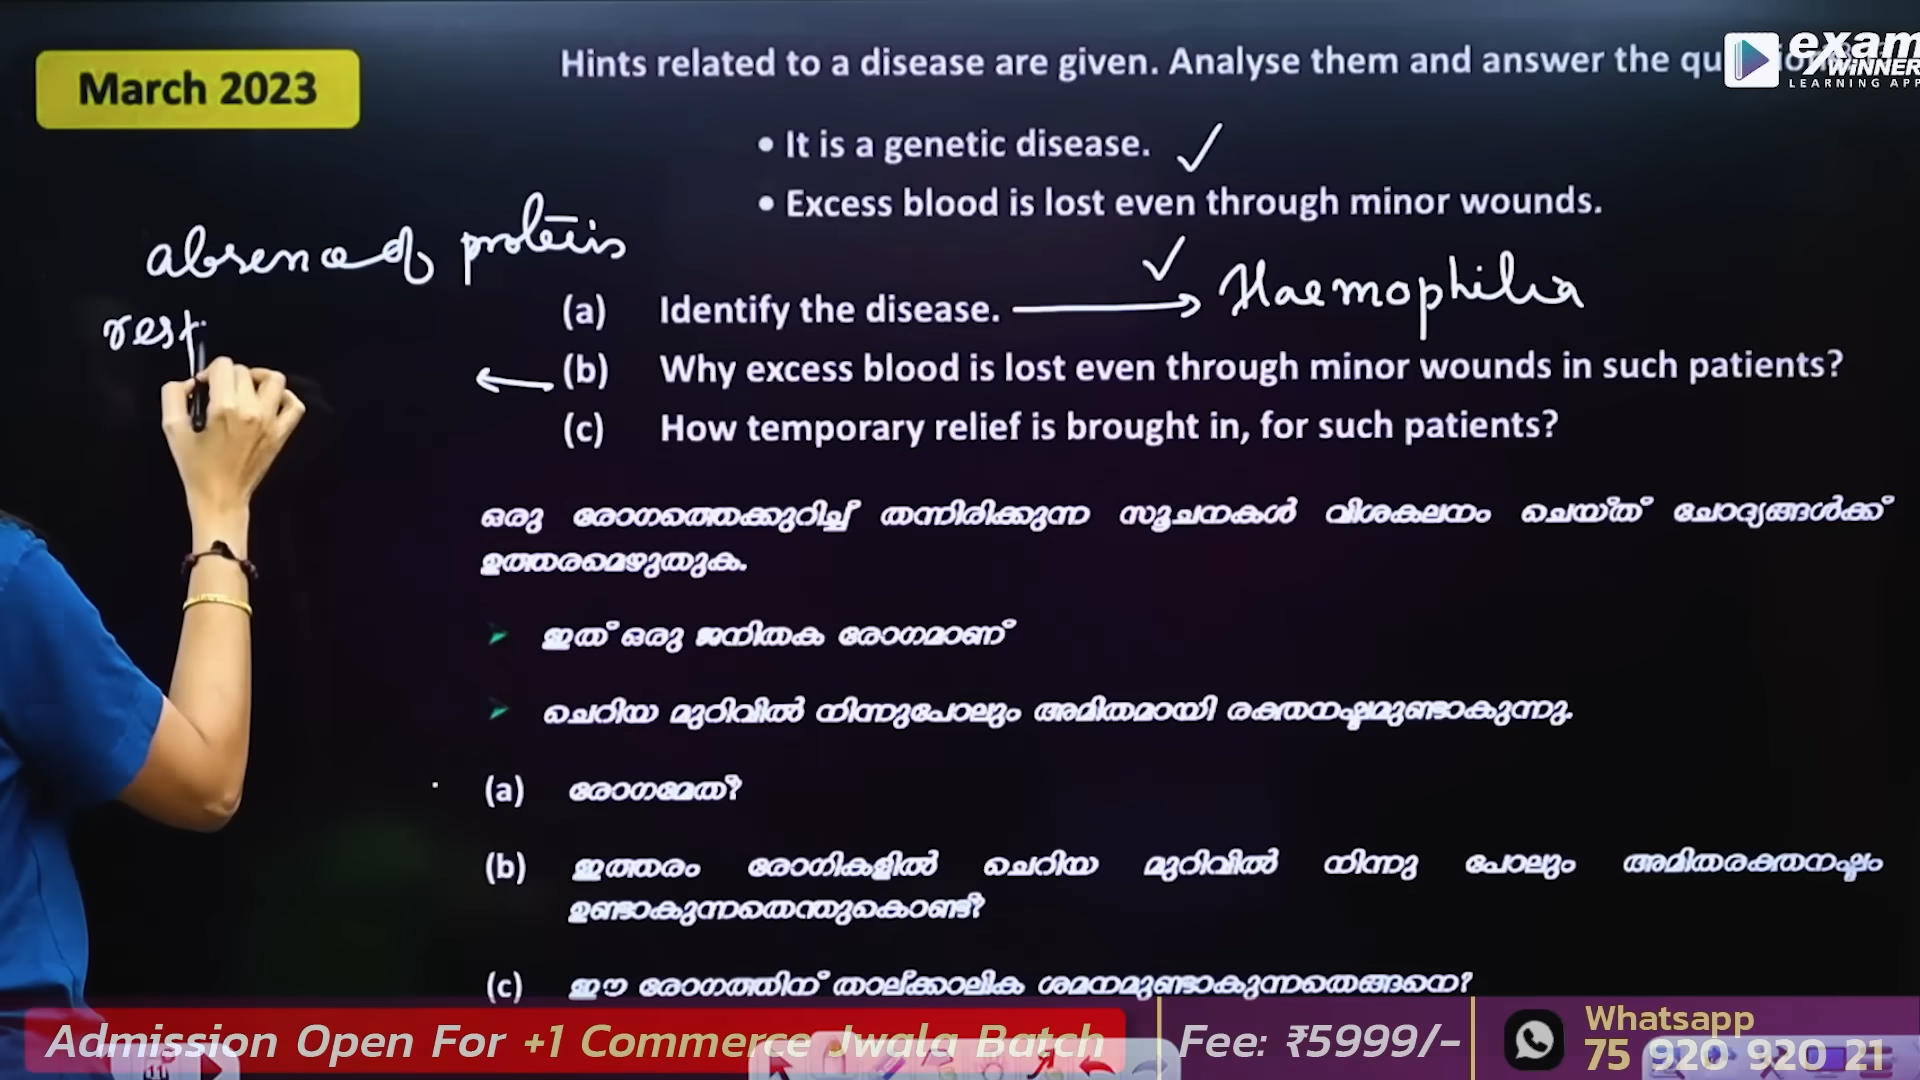 March 2023
Hints related to a disease are given. Analyse them and answer the
exam
WINNER
LEARNING APP
• It is a genetic disease.
• Excess blood is lost even through minor wounds.
absence of proteins
(a) Identify the disease. → Haemophilia
rest
(b) Why excess blood is lost even through minor wounds in such patients?
(c) How temporary relief is brought in, for such patients?
ഒരു രോഗത്തെക്കുറിച്ച് തന്നിരിക്കുന്ന സൂചനകൾ വിശകലനം ചെയ്ത് ചോദ്യങ്ങൾക്ക്
ഉത്തരമെഴുതുക.
ഇത് ഒരു ജനിതക രോഗമാണ്
ചെറിയ മുറിവിൽ നിന്നുപോലും അമിതമായി രക്തനഷ്ടമുണ്ടാകുന്നു.
(a) രോഗമേത്?
(b) ഇത്തരം രോഗികളിൽ ചെറിയ മുറിവിൽ നിന്നു പോലും അമിതരക്തനഷ്ടം
ഉണ്ടാകുന്നതെന്തുകൊണ്ട്?
(c) ഈ രോഗത്തിന് താല്ക്കാലിക ശമനമുണ്ടാകുന്നതെങ്ങനെ?
Admission Open For +1 Commerce Jwala Batch
Fee: ₹5999/-
Whatsapp
75 920 920 21